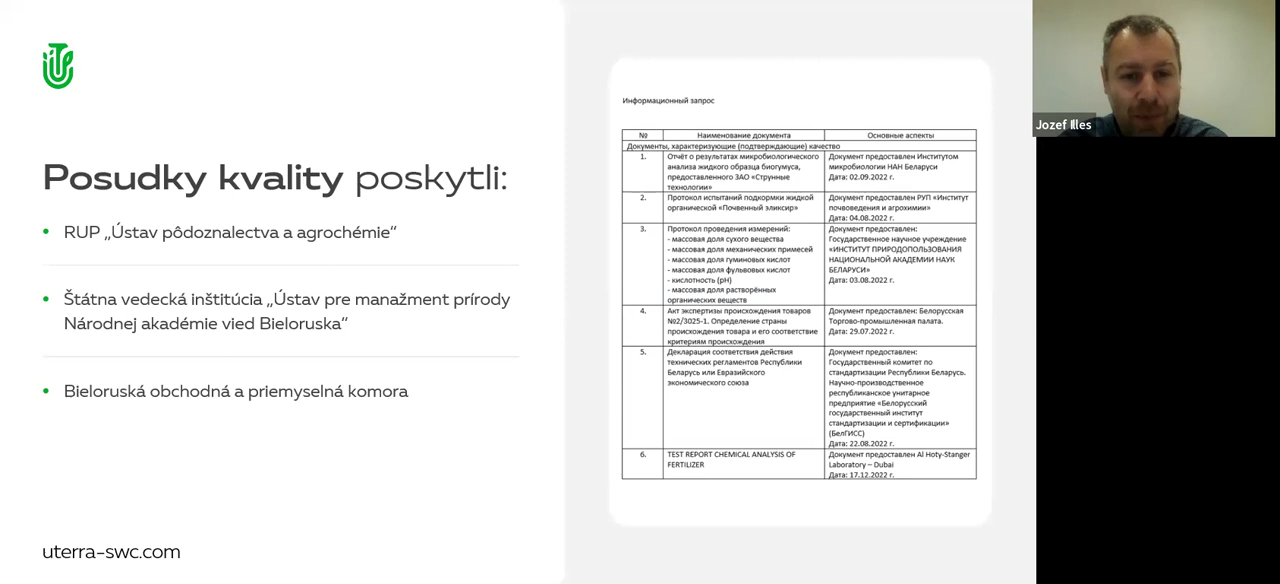 Posudky kvality poskytli:
• RUP „Ústav pôdoznalectva a agrochémie“
• Štátna vedecká inštitúcia „Ústav pre manažment prírody
Národnej akadémie vied Bieloruska“
• Bieloruská obchodná a priemyselná komora
uterra-swc.com
Информационный запрос
№ Наименование документа Основные аспекты
Документы, характеризующие (подтверждающие) качество
1. Отчёт о результатах микробиологического
анализа жидкого образца биогумуса,
предоставленного ЗАО «Струнные
технологии»
Документ предоставлен Институтом
микробиологии НАН Беларуси
Дата: 02.09.2022 г.
2. Протокол испытаний подкормки жидкой
органической «Почвенный эликсир»
Документ предоставлен РУП «Институт
почвоведения и агрохимии»
Дата: 04.08.2022 г.
3. Протокол проведения измерений:
- массовая доля сухого вещества
- массовая доля механических примесей
- массовая доля гуминовых кислот
- массовая доля фульвовых кислот
- кислотность (pH)
- массовая доля растворённых
органических веществ
Документ предоставлен:
Государственное научное учреждение
«ИНСТИТУТ ПРИРОДОПОЛЬЗОВАНИЯ
НАЦИОНАЛЬНОЙ АКАДЕМИИ НАУК
БЕЛАРУСИ»
Дата: 03.08.2022 г.
4. Акт экспертизы происхождения товаров
№2/3025-1. Определение страны
происхождения товара и его соответствие
критериям происхождения
Документ предоставлен: Белорусская
Торгово-промышленная палата.
Дата: 29.07.2022 г.
5. Декларация соответствия действия
технических регламентов Республики
Беларусь или Евразийского
экономического союза
Документ предоставлен:
Государственный комитет по
стандартизации Республики Беларусь.
Научно-производственное
республиканское унитарное
предприятие «Белорусский
государственный институт
стандартизации и сертификации»
(БелГИСС)
Дата: 22.08.2022 г.
6. TEST REPORT CHEMICAL ANALYSIS OF
FERTILIZER
Документ предоставлен Al Hoty-Stanger
Laboratory – Dubai
Дата: 17.12.2022 г.
Jozef Illes